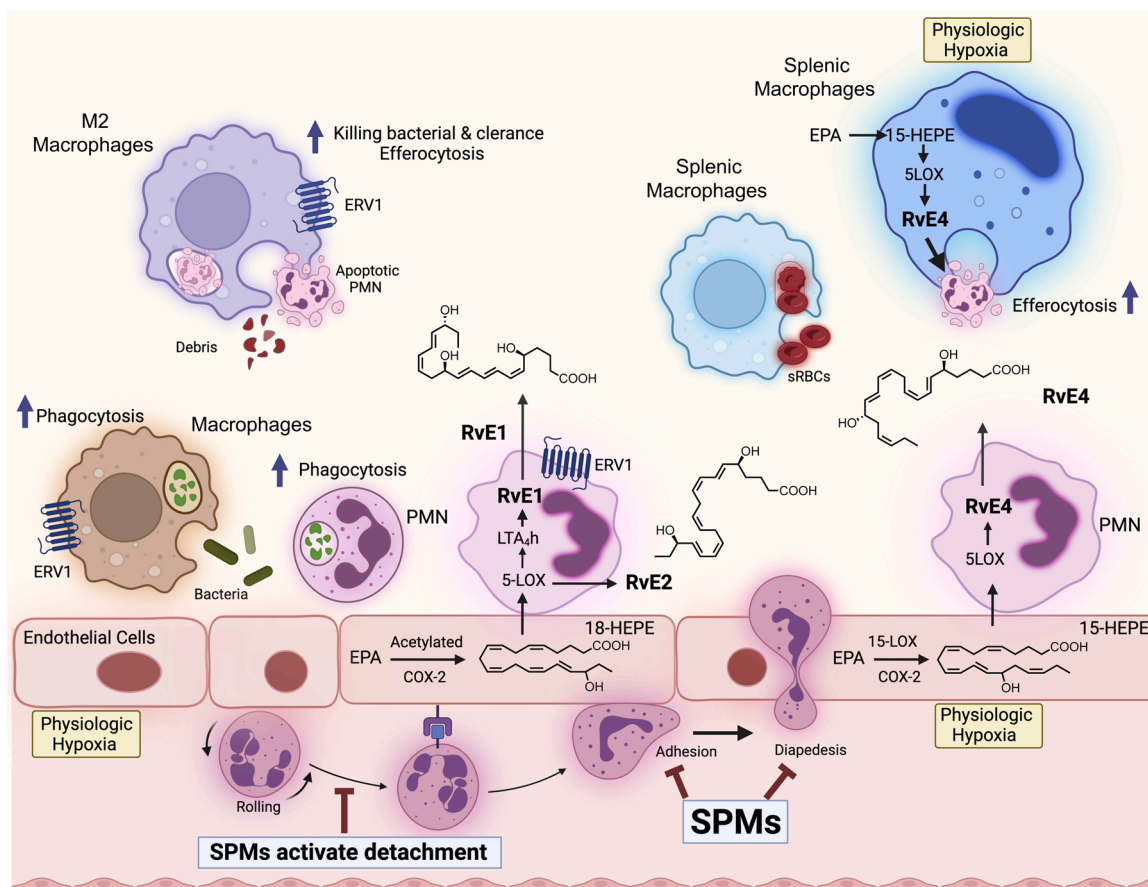 Physiologic
Hypoxia
Splenic
Macrophages
EPA
15-HEPE
5LOX
RvE4
Efferocytosis
M2
Macrophages
Killing bacterial & clerance
Efferocytosis
ERV1
Apoptotic
PMN
Debris
Splenic
Macrophages
sRBCs
OH
OH
HO
COOH
OH
COOH
HO
RvE4
Phagocytosis
Macrophages
Phagocytosis
ERV1
Bacteria
PMN
RvE1
ERV1
RvE1
LTA4h
5-LOX
RvE2
OH
COOH
HO
RvE4
5LOX
PMN
Endothelial Cells
EPA
Acetylated
COX-2
18-HEPE
COOH
OH
EPA
15-LOX
COX-2
15-HEPE
COOH
OH
Physiologic
Hypoxia
Physiologic
Hypoxia
Rolling
Adhesion
Diapedesis
SPMs activate detachment
SPMs